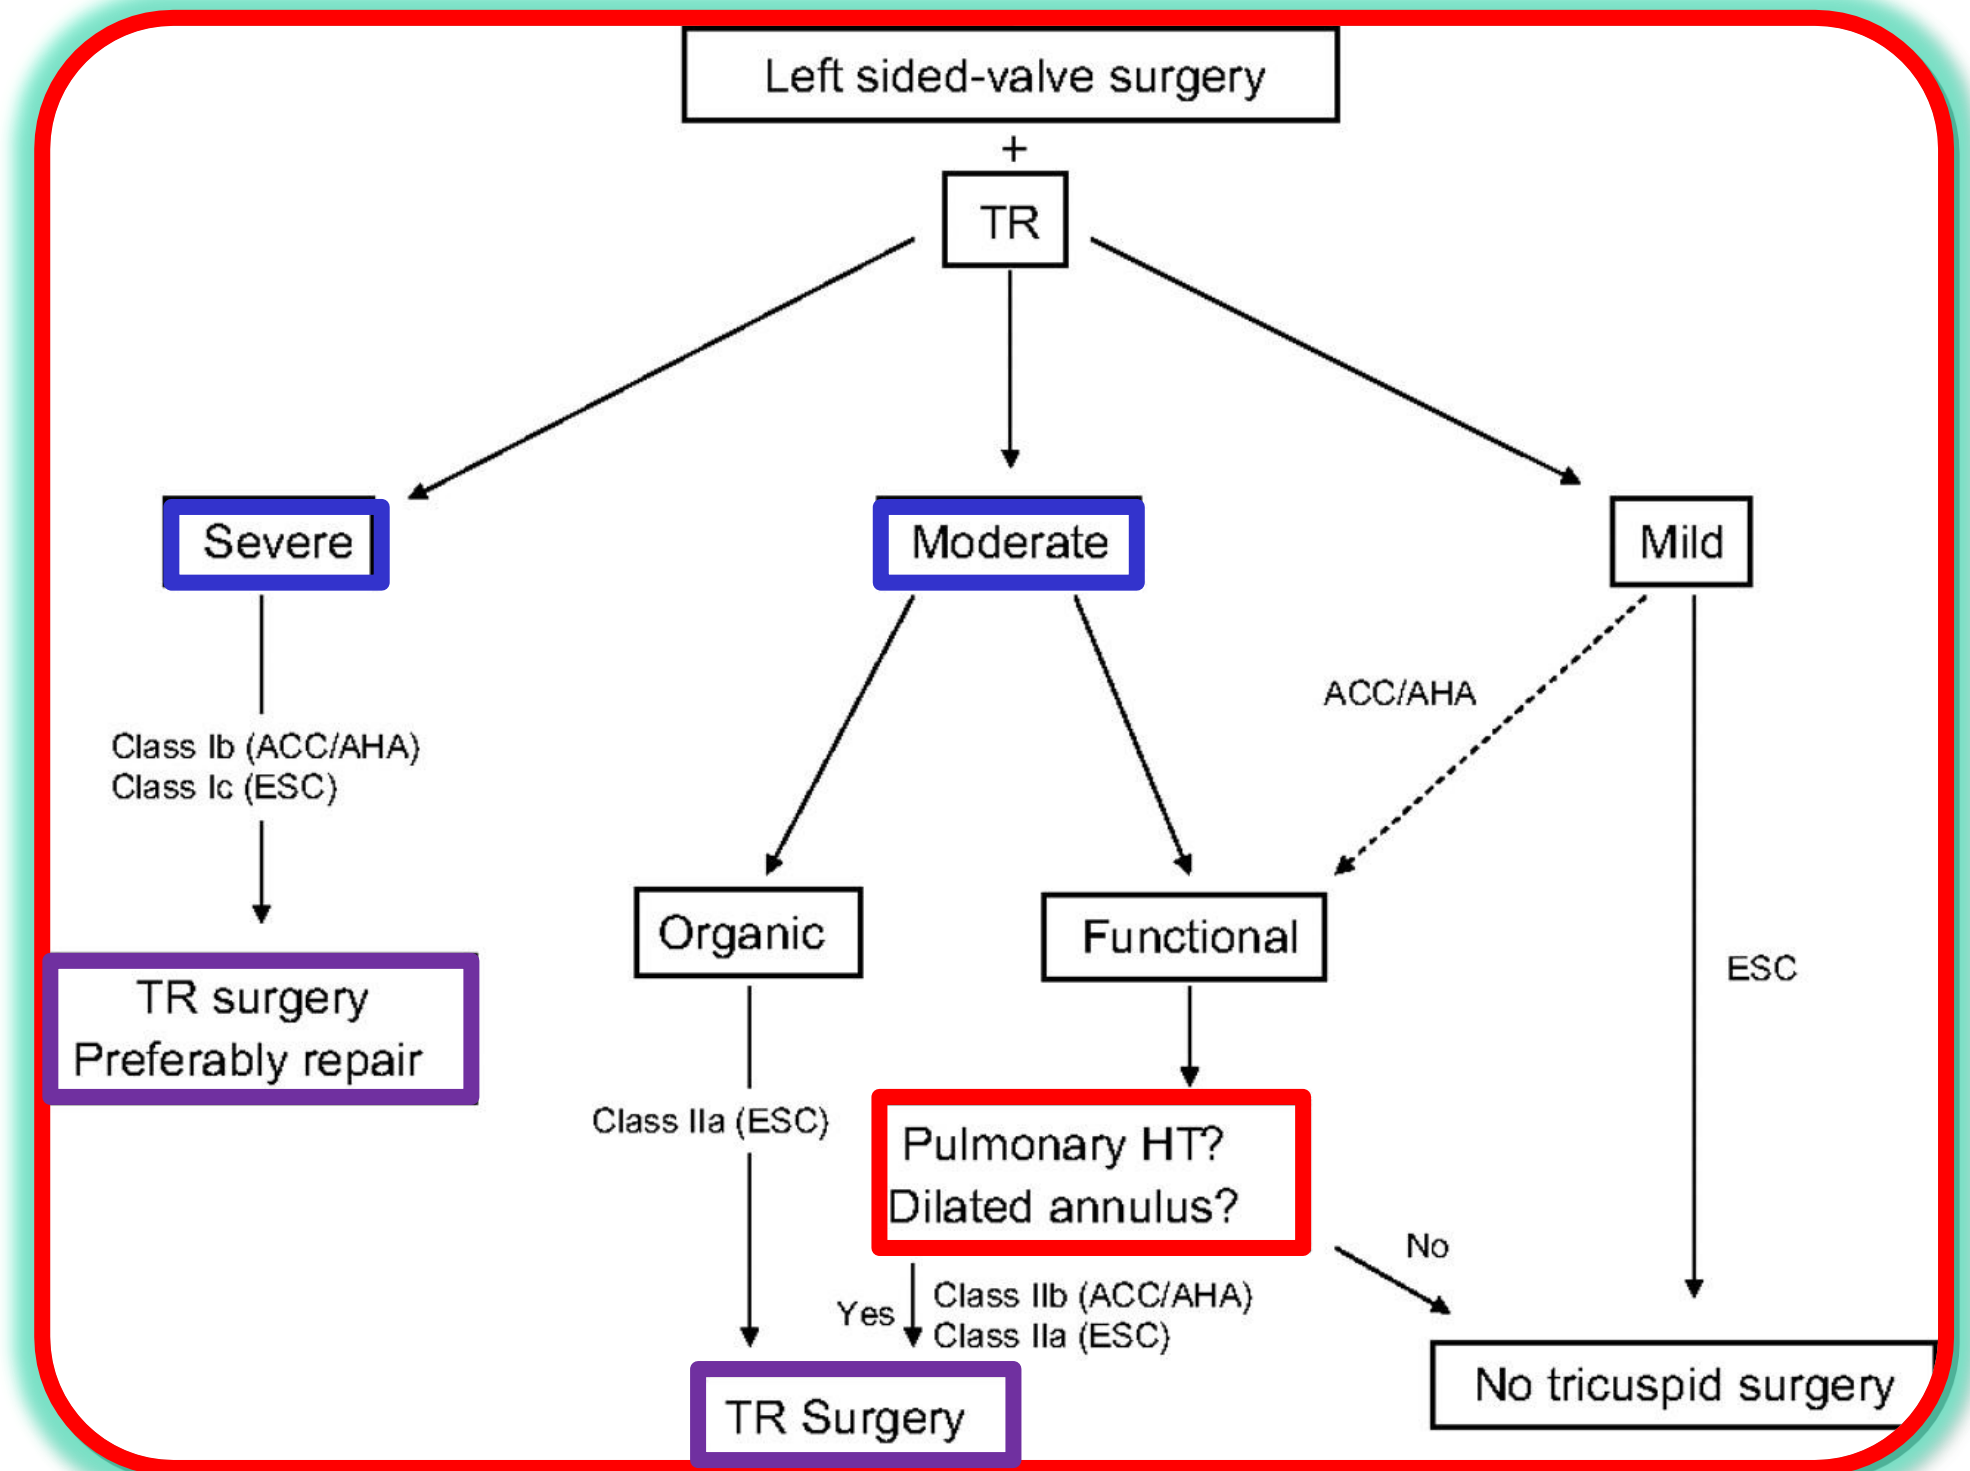 Left sided-valve surgery
+
TR
Severe
Moderate
Mild
ACC/AHA
Class Ib (ACC/AHA)
Class Ic (ESC)
Organic
Functional
ESC
TR surgery
Preferably repair
Class IIa (ESC)
Pulmonary HT?
Dilated annulus?
No
Yes
Class IIb (ACC/AHA)
Class IIa (ESC)
No tricuspid surgery
TR Surgery